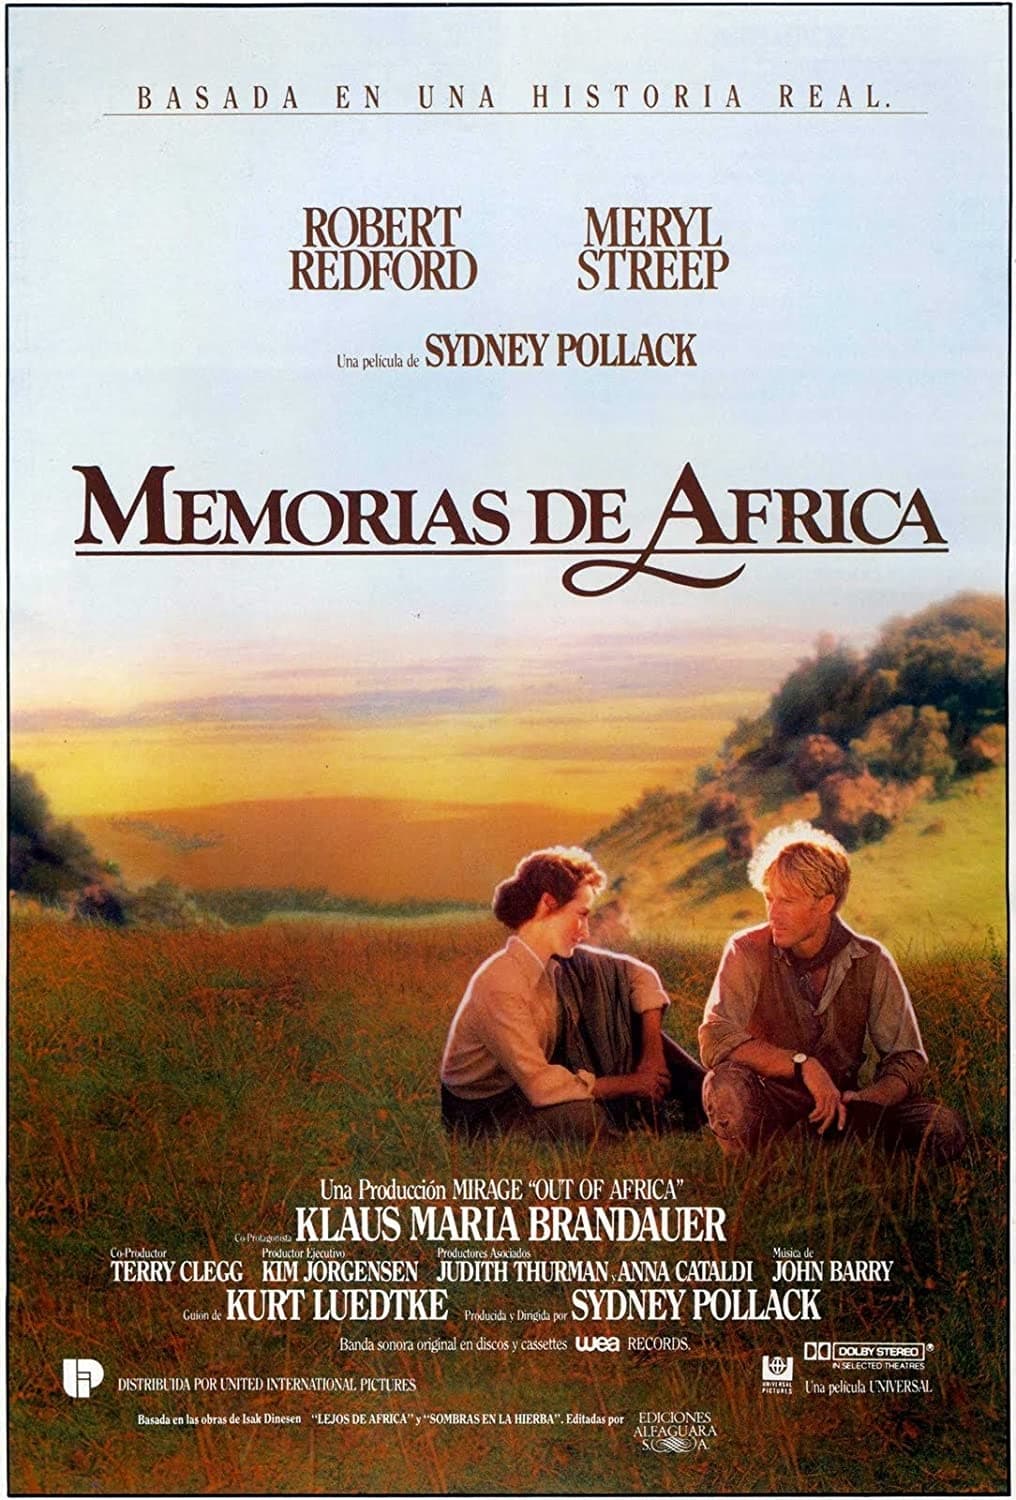 BASADA EN UNA HISTORIA REAL.
ROBERT REDFORD
MERYL STREEP
Una película de SYDNEY POLLACK
MEMORIAS DE AFRICA
Una Producción MIRAGE "OUT OF AFRICA"
Co-Protagonista KLAUS MARIA BRANDAUER
Co-Productor TERRY CLEGG
Productor Ejecutivo KIM JORGENSEN
Productores Asociados JUDITH THURMAN y ANNA CATALDI
Música de JOHN BARRY
Guión de KURT LUEDTKE Producida y Dirigida por SYDNEY POLLACK
Banda sonora original en discos y cassettes wea RECORDS.
DOLBY STEREO ®
IN SELECTED THEATRES
DISTRIBUIDA POR UNITED INTERNATIONAL PICTURES
UNIVERSAL PICTURES
Una película UNIVERSAL
Basada en las obras de Isak Dinesen "LEJOS DE AFRICA" y "SOMBRAS EN LA HIERBA". Editadas por
EDICIONES
ALFAGUARA
S. A.